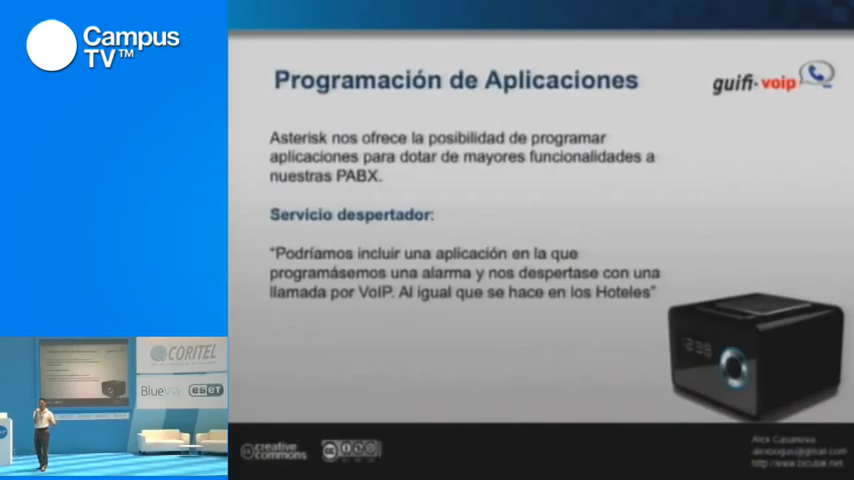 Campus
TV™
Programación de Aplicaciones
guifi·voip
Asterisk nos ofrece la posibilidad de programar
aplicaciones para dotar de mayores funcionalidades a
nuestras PABX.
Servicio despertador:
“Podríamos incluir una aplicación en la que
programásemos una alarma y nos despertase con una
llamada por VoIP. Al igual que se hace en los Hoteles”
CORITEL
BlueVia
eseT
creative
commons
Alex Casanova